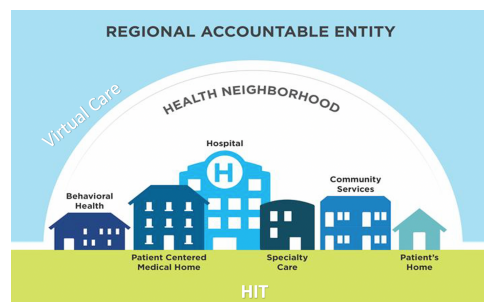 REGIONAL ACCOUNTABLE ENTITY
Virtual Care
HEALTH NEIGHBORHOOD
Hospital
H
Behavioral
Health
Community
Services
Patient Centered
Medical Home
Specialty
Care
Patient's
Home
HIT